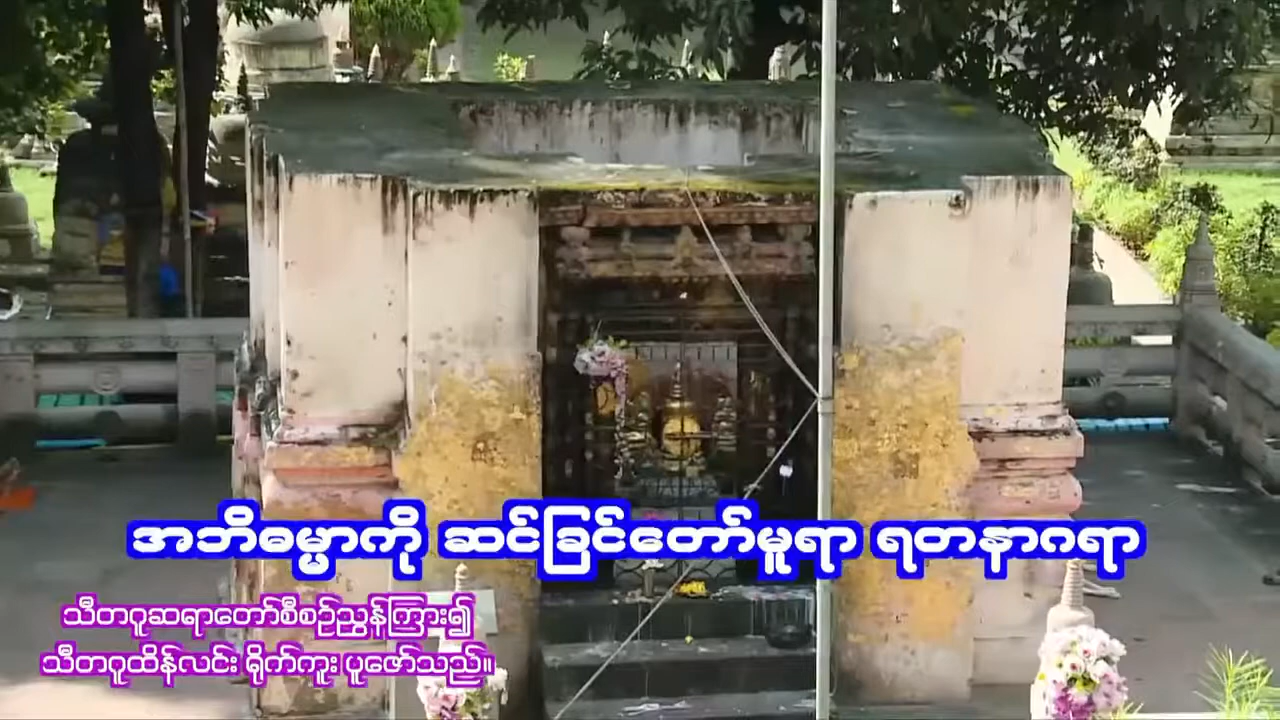 အဘိဓမ္မာကို ဆင်ခြင်တော်မူရာ ရတနာဂရာ
သီတဂူဆရာတော်စီစဉ်ညွှန်ကြား၍
သီတဂူထိန်လင်း ရိုက်ကူး ပူဇော်သည်။